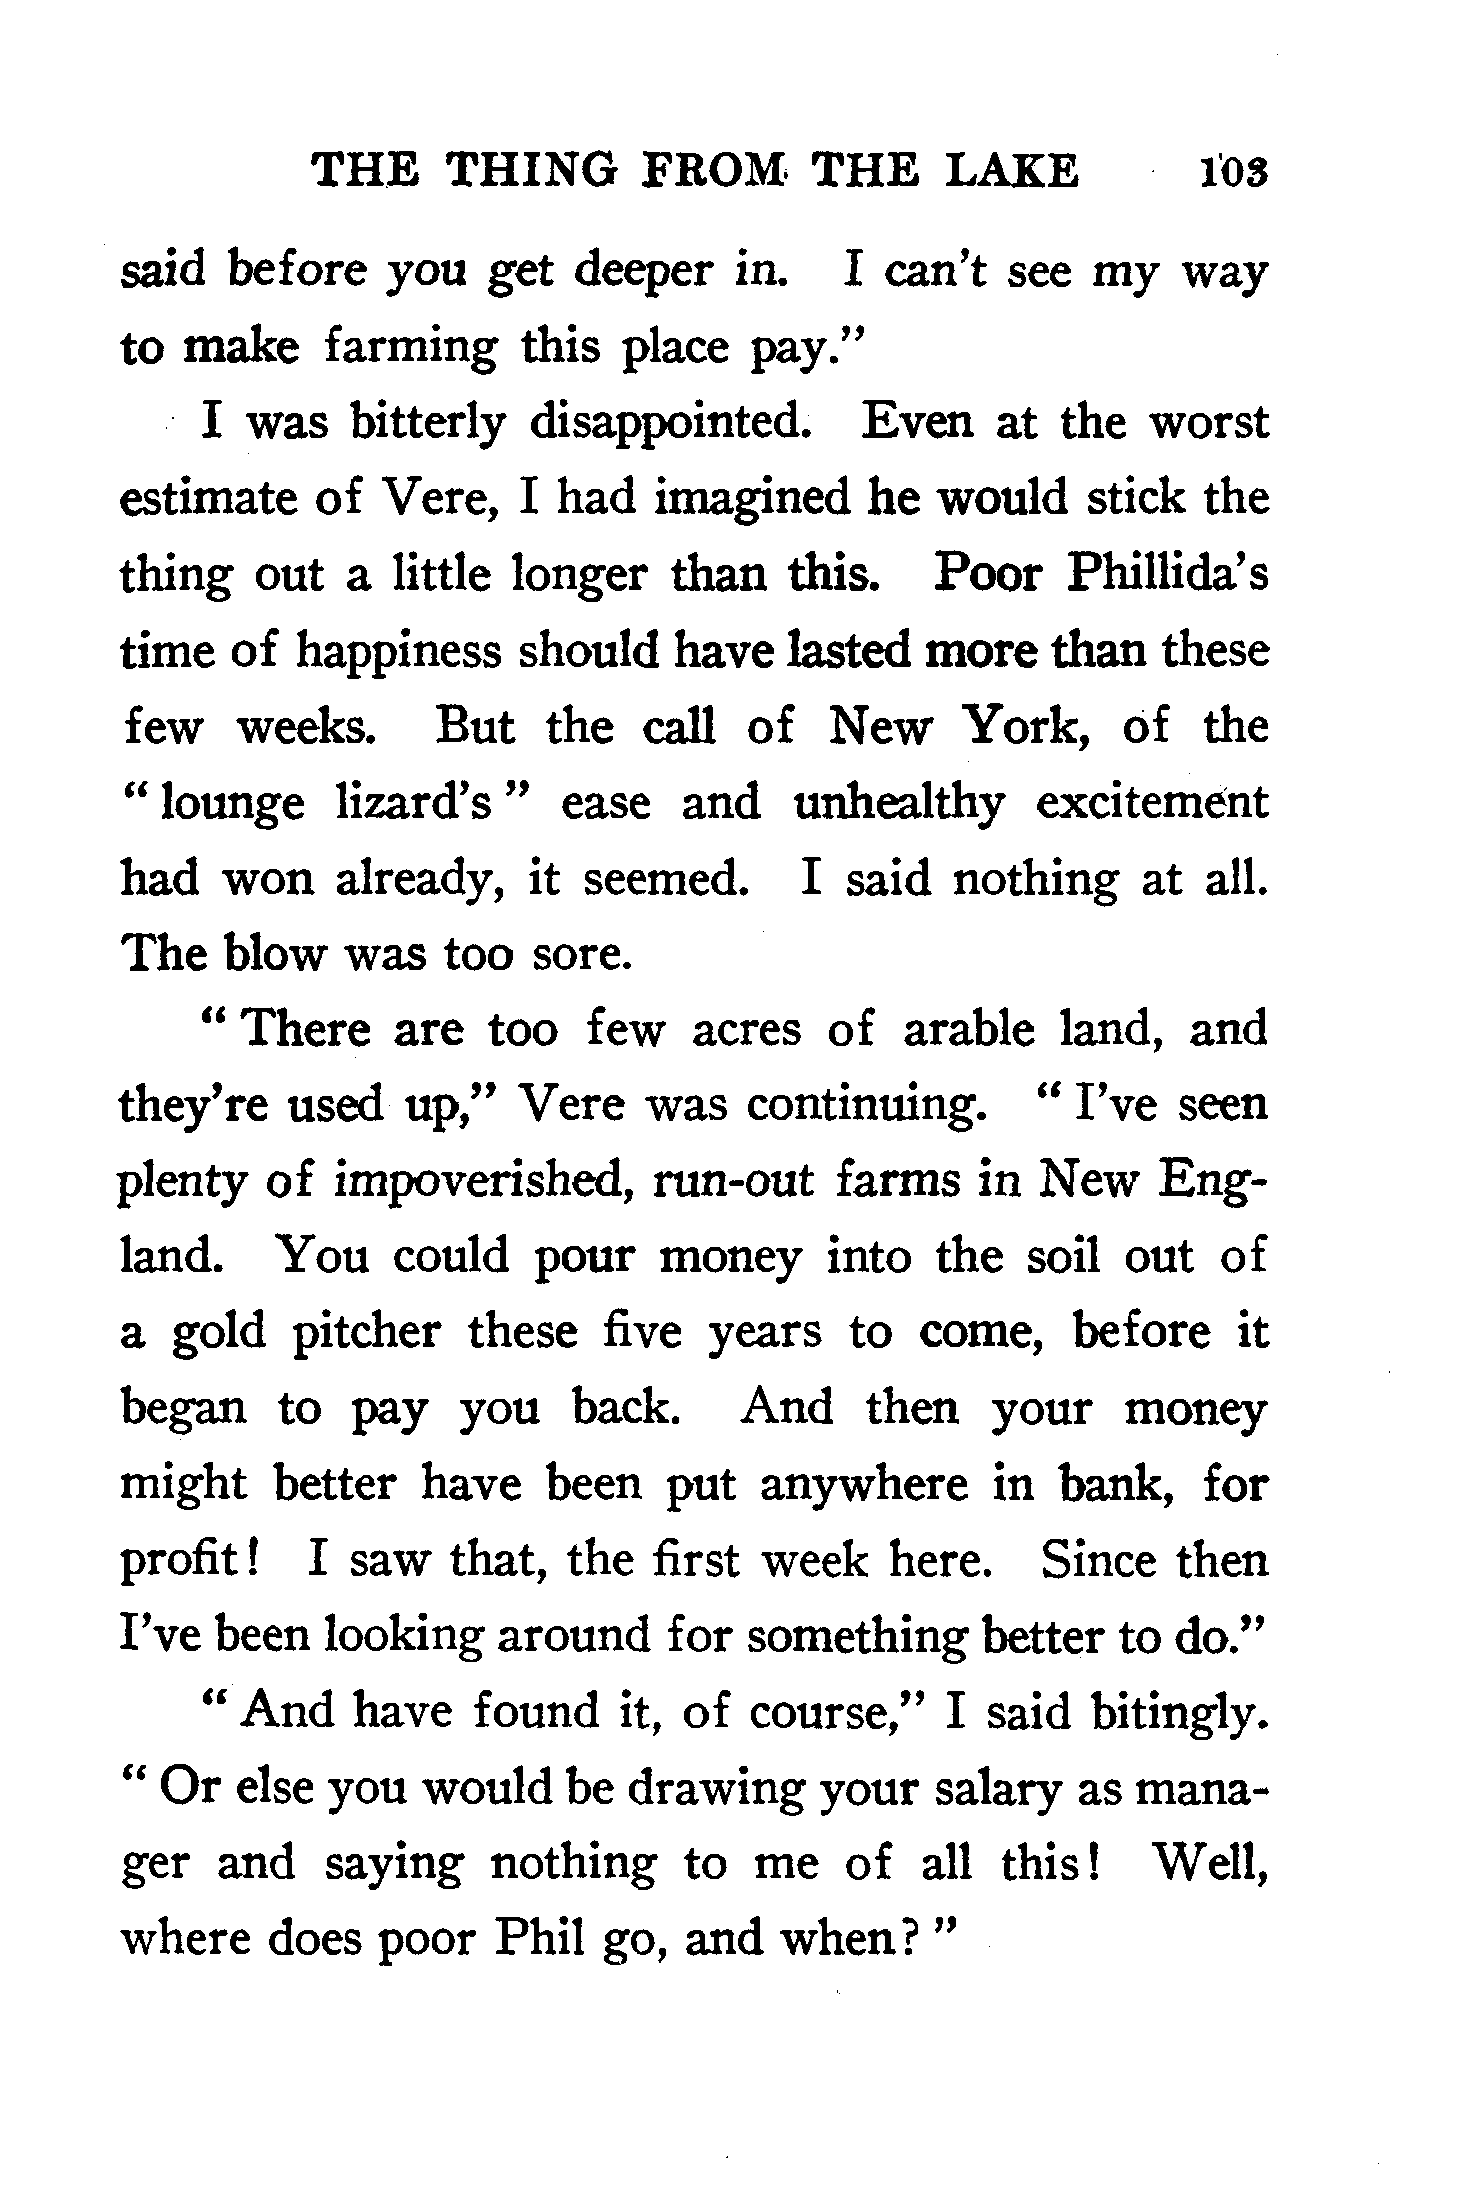 THE THING FROM THE LAKE 103
said before you get deeper in. I can't see my way
to make farming this place pay."
I was bitterly disappointed. Even at the worst
estimate of Vere, I had imagined he would stick the
thing out a little longer than this. Poor Phillida's
time of happiness should have lasted more than these
few weeks. But the call of New York, of the
" lounge lizard's " ease and unhealthy excitement
had won already, it seemed. I said nothing at all.
The blow was too sore.
" There are too few acres of arable land, and
they're used up," Vere was continuing. " I've seen
plenty of impoverished, run-out farms in New Eng-
land. You could pour money into the soil out of
a gold pitcher these five years to come, before it
began to pay you back. And then your money
might better have been put anywhere in bank, for
profit! I saw that, the first week here. Since then
I've been looking around for something better to do."
" And have found it, of course," I said bitingly.
" Or else you would be drawing your salary as mana-
ger and saying nothing to me of all this! Well,
where does poor Phil go, and when? "